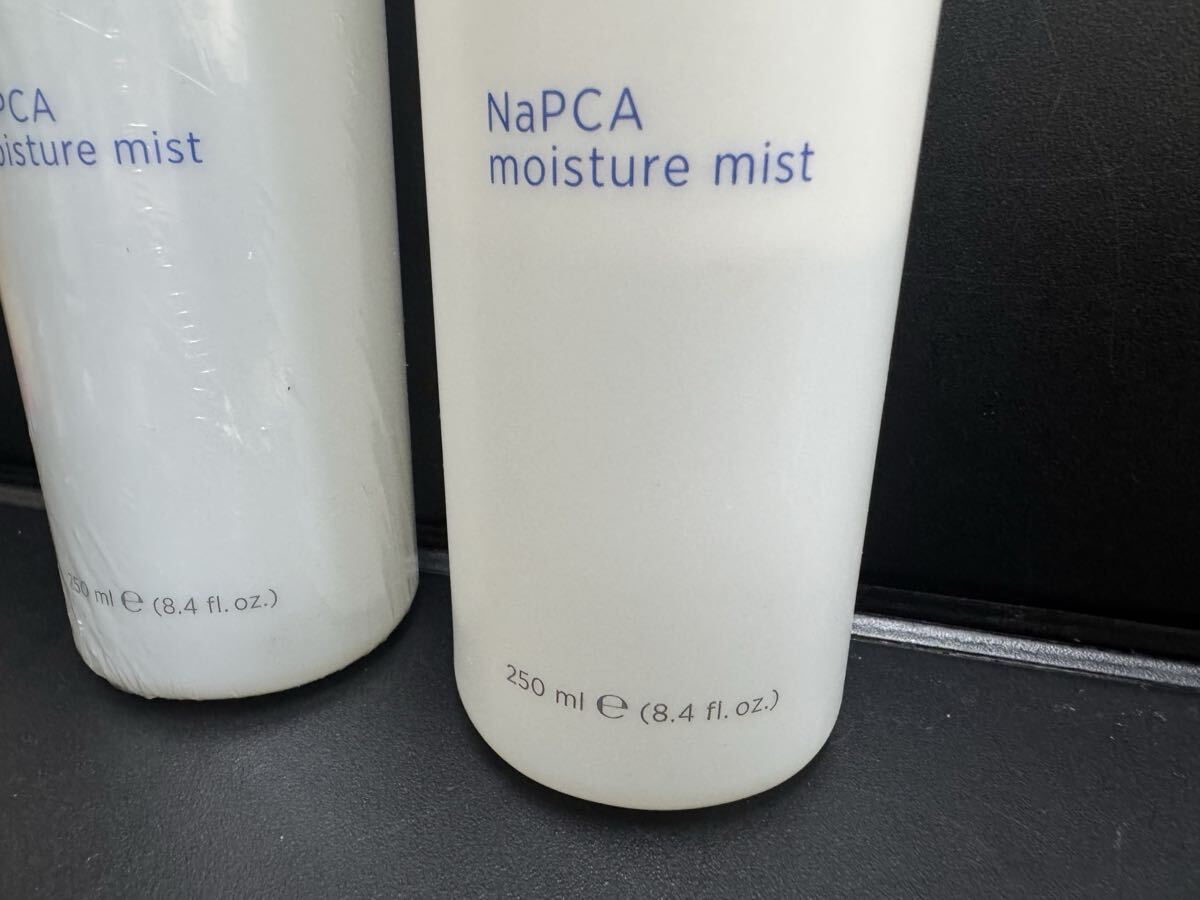 PCA
oisture mist
250 ml ℮ (8.4 fl. oz.)
NaPCA
moisture mist
250 ml ℮ (8.4 fl. oz.)